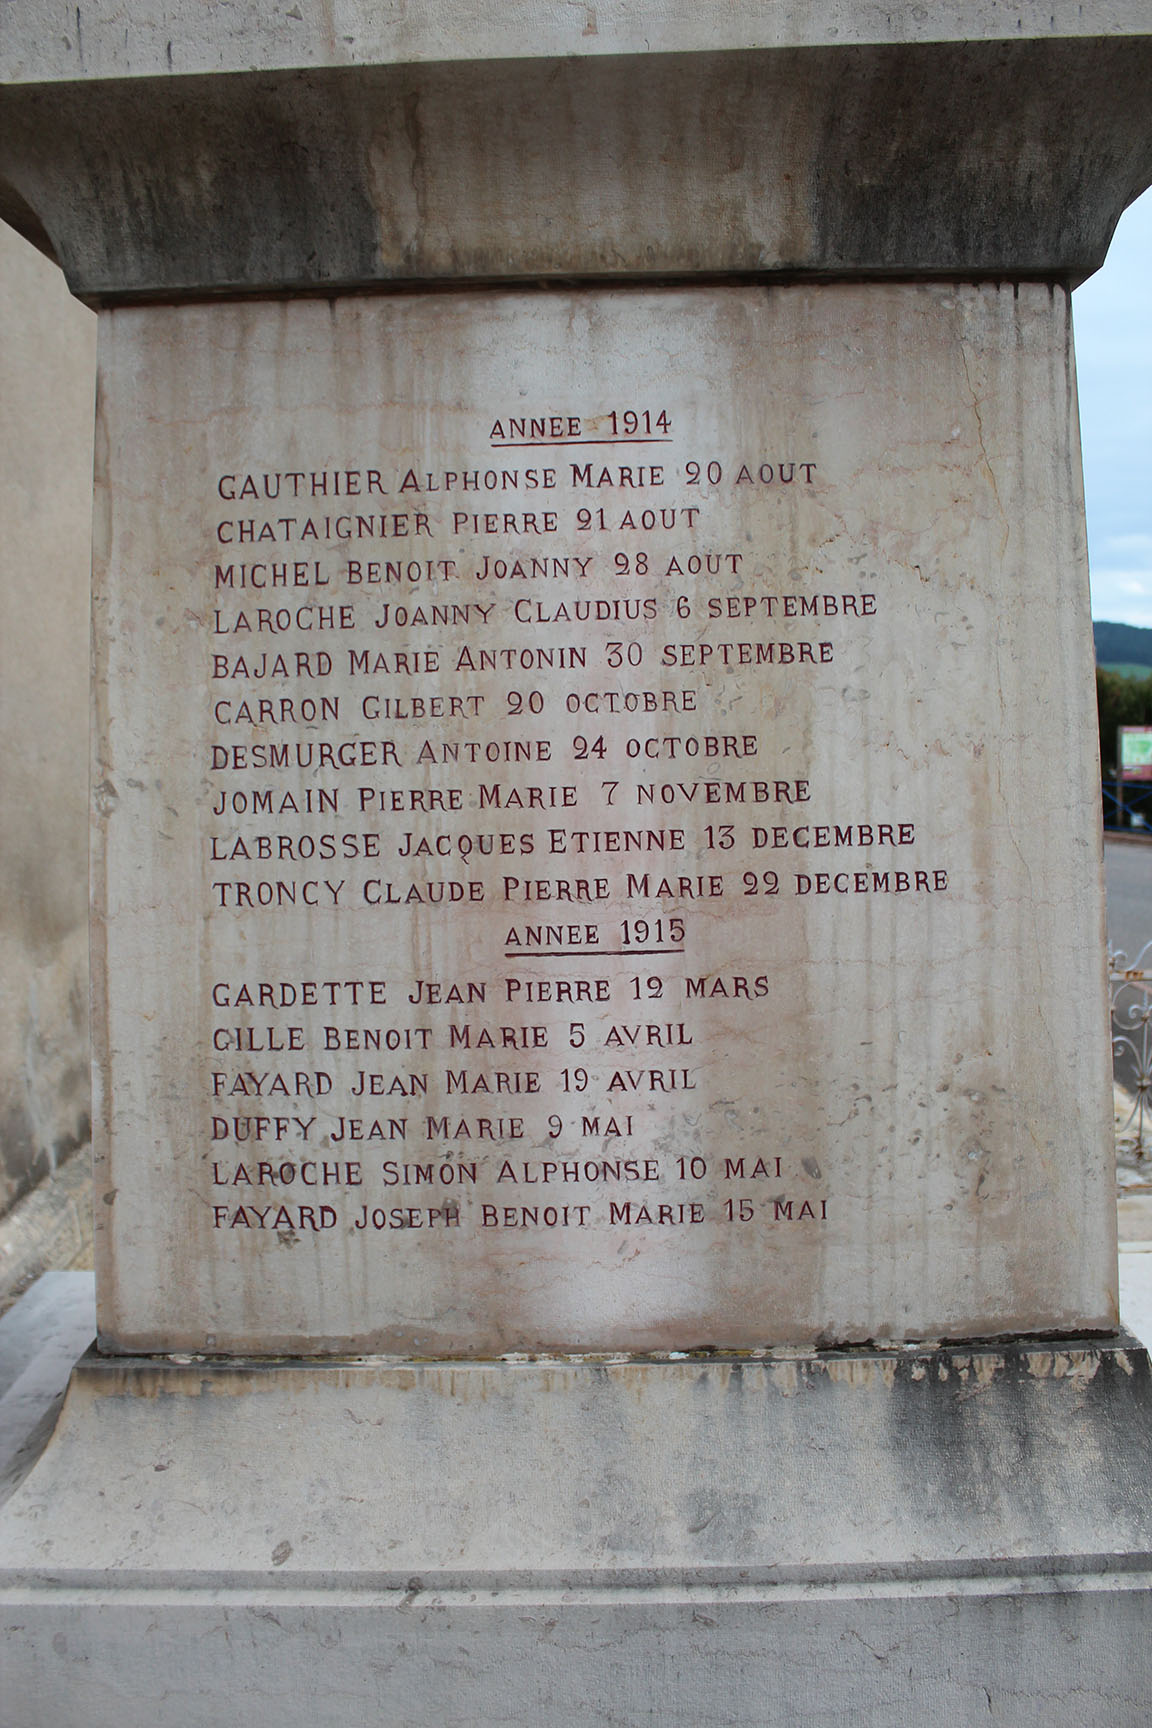 ANNEE 1914
GAUTHIER ALPHONSE MARIE 20 AOUT
CHATAIGNIER PIERRE 21 AOUT
MICHEL BENOIT JOANNY 28 AOUT
LAROCHE JOANNY CLAUDIUS 6 SEPTEMBRE
BAJARD MARIE ANTONIN 30 SEPTEMBRE
CARRON GILBERT 20 OCTOBRE
DESMURGER ANTOINE 24 OCTOBRE
JOMAIN PIERRE MARIE 7 NOVEMBRE
LABROSSE JACQUES ETIENNE 13 DECEMBRE
TRONCY CLAUDE PIERRE MARIE 22 DECEMBRE
ANNEE 1915
GARDETTE JEAN PIERRE 12 MARS
GILLE BENOIT MARIE 5 AVRIL
FAYARD JEAN MARIE 19 AVRIL
DUFFY JEAN MARIE 9 MAI
LAROCHE SIMON ALPHONSE 10 MAI
FAYARD JOSEPH BENOIT MARIE 15 MAI